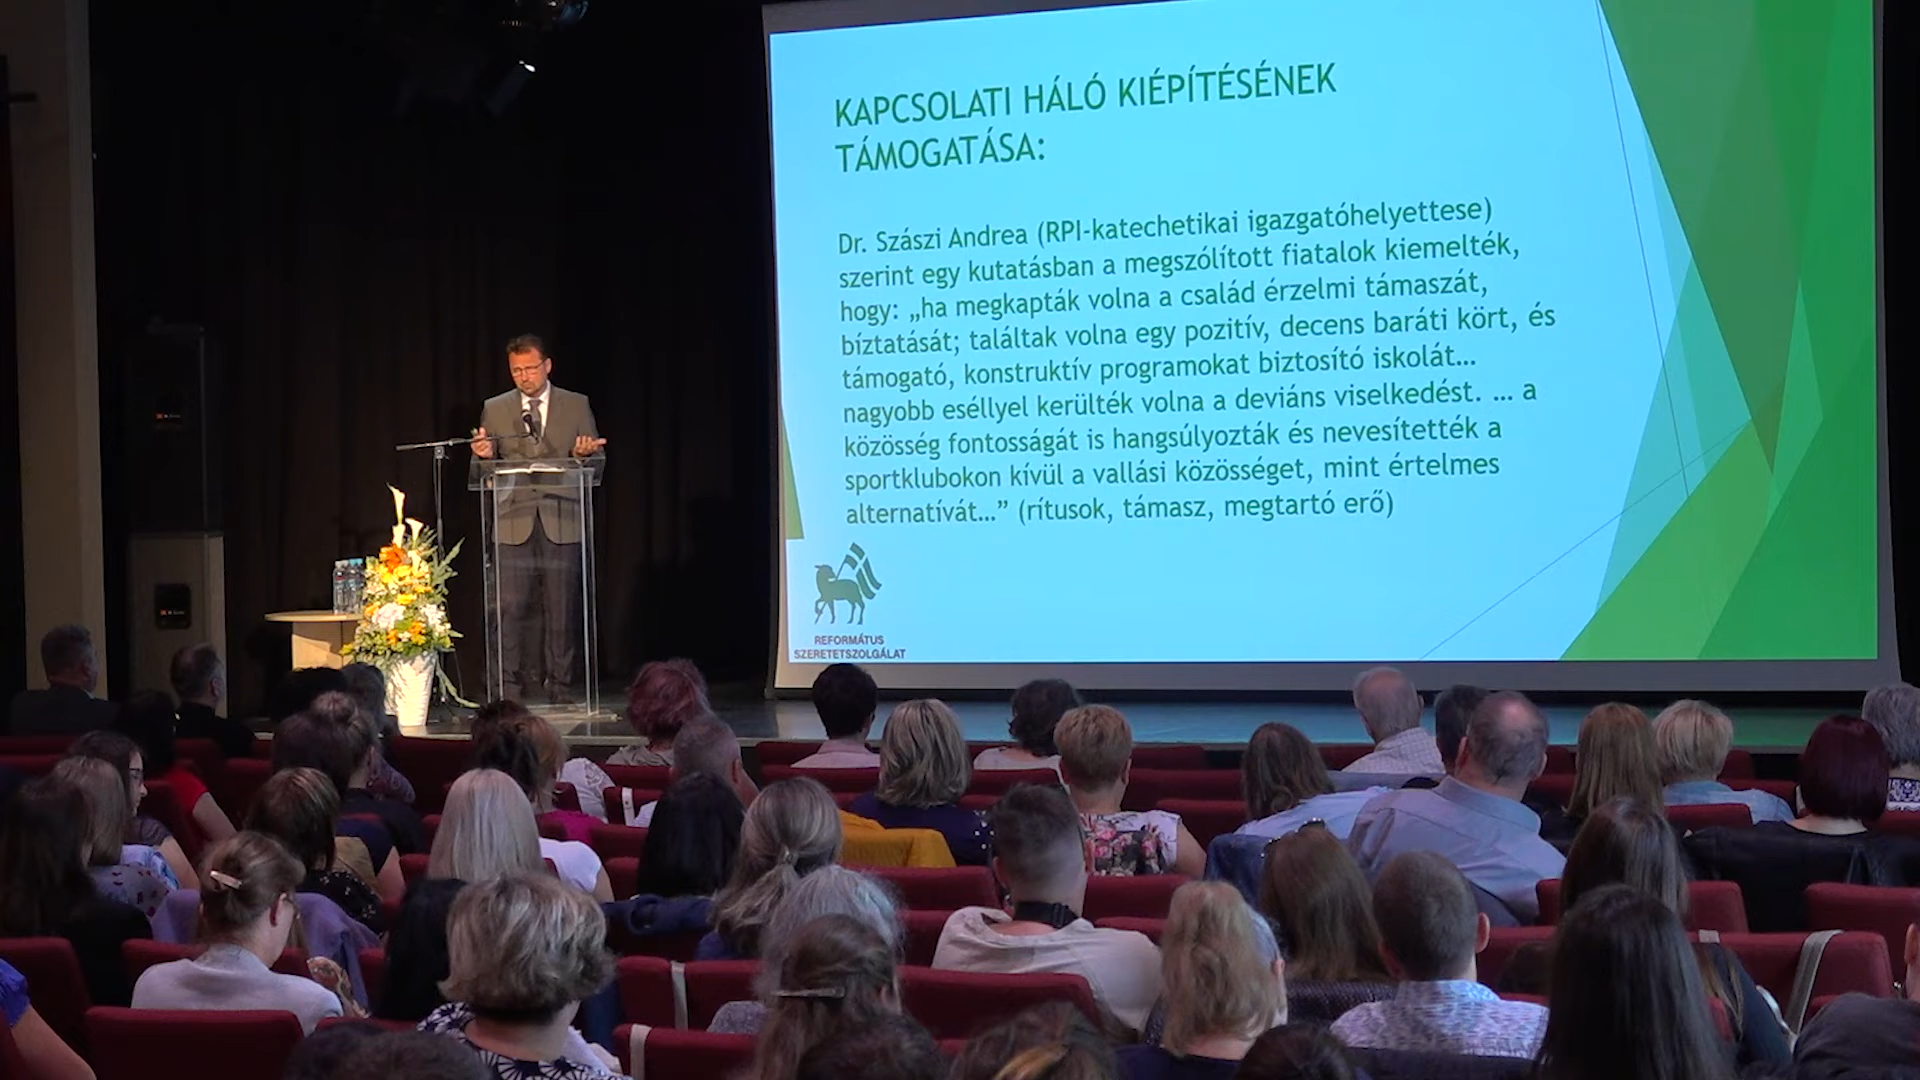 KAPCSOLATI HÁLÓ KIÉPÍTÉSÉNEK
TÁMOGATÁSA:
Dr. Szászi Andrea (RPI-katechetikai igazgatóhelyettese)
szerint egy kutatásban a megszólított fiatalok kiemelték,
hogy: „ha megkapták volna a család érzelmi támaszát,
bíztatását; találtak volna egy pozitív, decens baráti kört, és
támogató, konstruktív programokat biztosító iskolát...
nagyobb eséllyel kerülték volna a deviáns viselkedést. ... a
közösség fontosságát is hangsúlyozták és nevesítették a
sportklubokon kívül a vallási közösséget, mint értelmes
alternatívát...” (rítusok, támasz, megtartó erő)
REFORMÁTUS
SZERETETSZOLGÁLAT